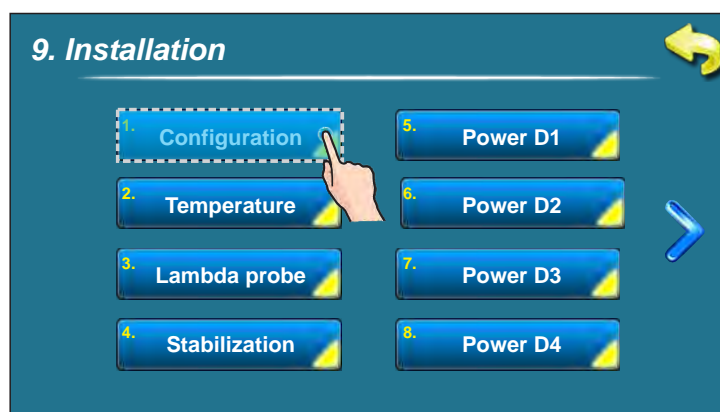 9. Installation
1. Configuration
2. Temperature
3. Lambda probe
4. Stabilization
5. Power D1
6. Power D2
7. Power D3
8. Power D4